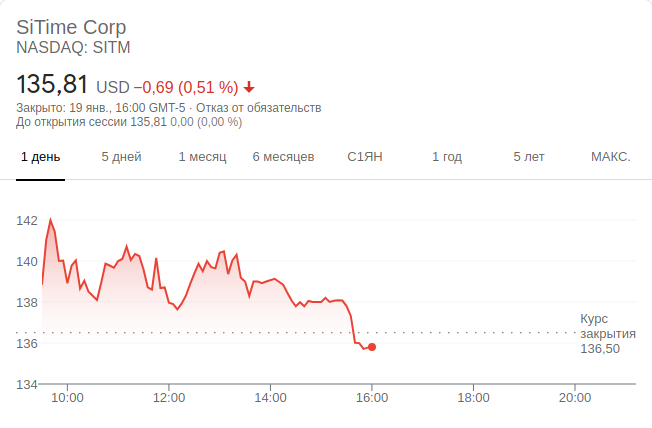 SiTime Corp
NASDAQ: SITM
135,81 USD −0,69 (0,51 %)
Закрыто: 19 янв., 16:00 GMT-5 · Отказ от обязательств
До открытия сессии 135,81 0,00 (0,00 %)
1 день 5 дней 1 месяц 6 месяцев С1ЯН 1 год 5 лет МАКС.
142
140
138
Курс
закрытия
136,50
136
134
10:00 12:00 14:00 16:00 18:00 20:00